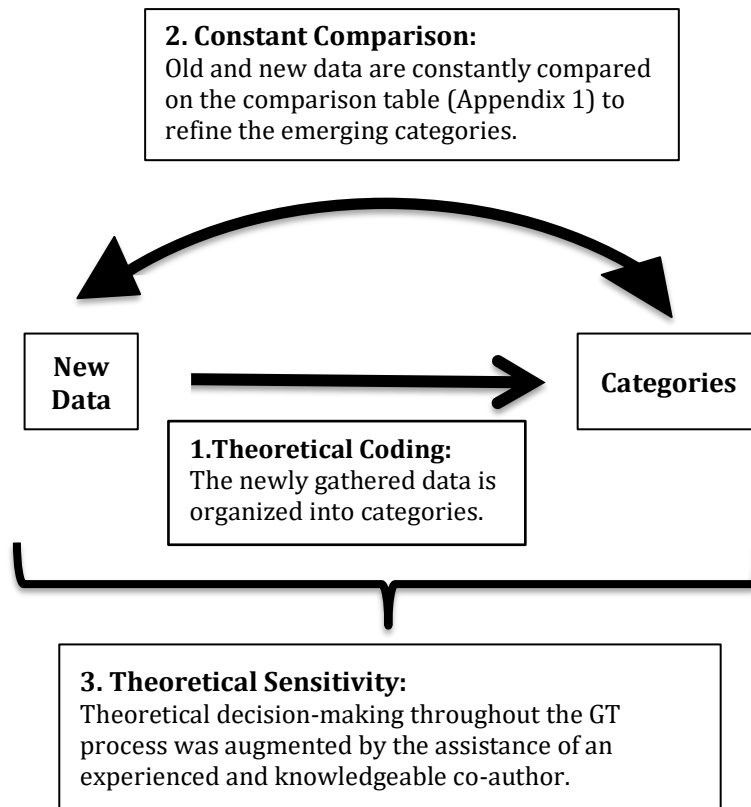 2. Constant Comparison:
Old and new data are constantly compared
on the comparison table (Appendix 1) to
refine the emerging categories.
New
Data
Categories
1.Theoretical Coding:
The newly gathered data is
organized into categories.
3. Theoretical Sensitivity:
Theoretical decision-making throughout the GT
process was augmented by the assistance of an
experienced and knowledgeable co-author.